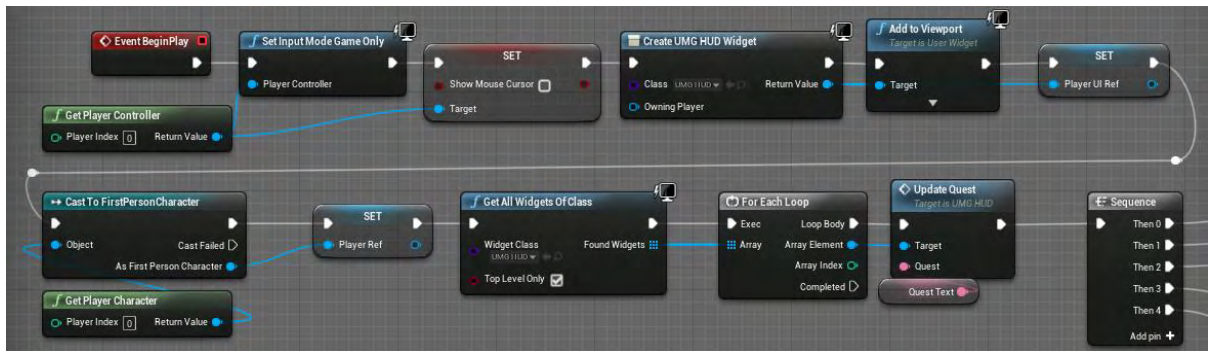 Event BeginPlay
Set Input Mode Game Only
Player Controller
Get Player Controller
Player Index 0 Return Value
SET
Show Mouse Cursor
Target
Create UMG HUD Widget
Class UMG HUD Return Value
Owning Player
Add to Viewport
Target is User Widget
Target
SET
Player UI Ref
Cast To FirstPersonCharacter
Object Cast Failed
As First Person Character
Get Player Character
Player Index 0 Return Value
SET
Player Ref
Get All Widgets Of Class
Widget Class Found Widgets
UMG HUD
Top Level Only
For Each Loop
Exec Loop Body
Array Array Element
Array Index
Completed
Update Quest
Target is UMG HUD
Target
Quest
Quest Text
Sequence
Then 0
Then 1
Then 2
Then 3
Then 4
Add pin +